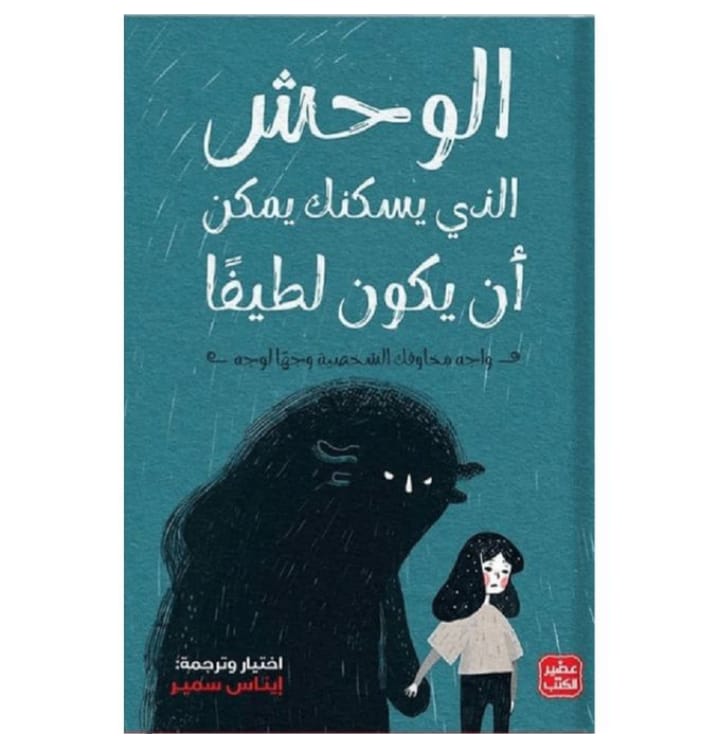 الوحش
الذي يسكنك يمكن
أن يكون لطيفًا
واجه مخاوفك الشخصية وجهًا لوجه
اختيار وترجمة:
إيناس سمير
عصير
الكتب